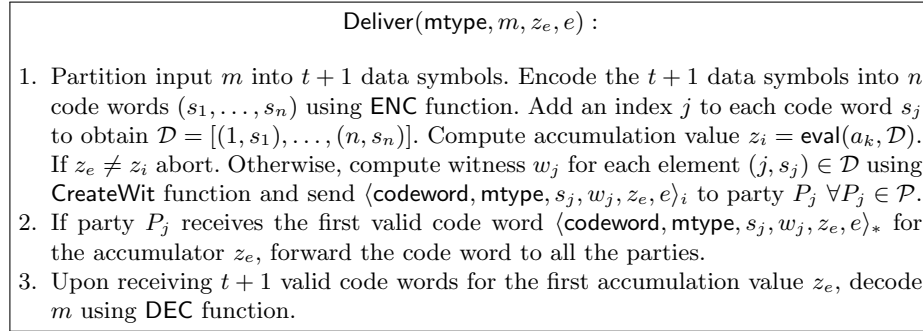 Deliver(mtype, m, z_e, e) :
1. Partition input m into t + 1 data symbols. Encode the t + 1 data symbols into n
code words (s_1, . . . , s_n) using ENC function. Add an index j to each code word s_j
to obtain 𝒟 = [(1, s_1), . . . , (n, s_n)]. Compute accumulation value z_i = eval(a_k, 𝒟).
If z_e ≠ z_i abort. Otherwise, compute witness w_j for each element (j, s_j) ∈ 𝒟 using
CreateWit function and send ⟨codeword, mtype, s_j, w_j, z_e, e⟩_i to party P_j ∀P_j ∈ 𝒫.
2. If party P_j receives the first valid code word ⟨codeword, mtype, s_j, w_j, z_e, e⟩_* for
the accumulator z_e, forward the code word to all the parties.
3. Upon receiving t + 1 valid code words for the first accumulation value z_e, decode
m using DEC function.